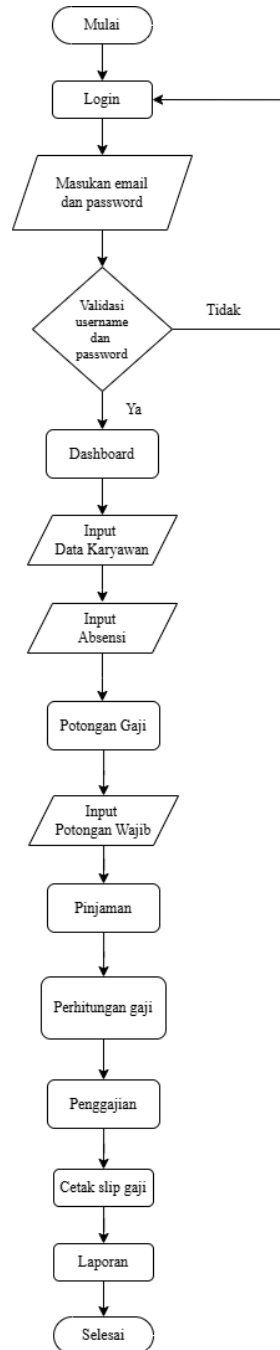 Mulai
Login
Masukan email
dan password
Validasi
username
dan
password
Tidak
Ya
Dashboard
Input
Data Karyawan
Input
Absensi
Potongan Gaji
Input
Potongan Wajib
Pinjaman
Perhitungan gaji
Penggajian
Cetak slip gaji
Laporan
Selesai